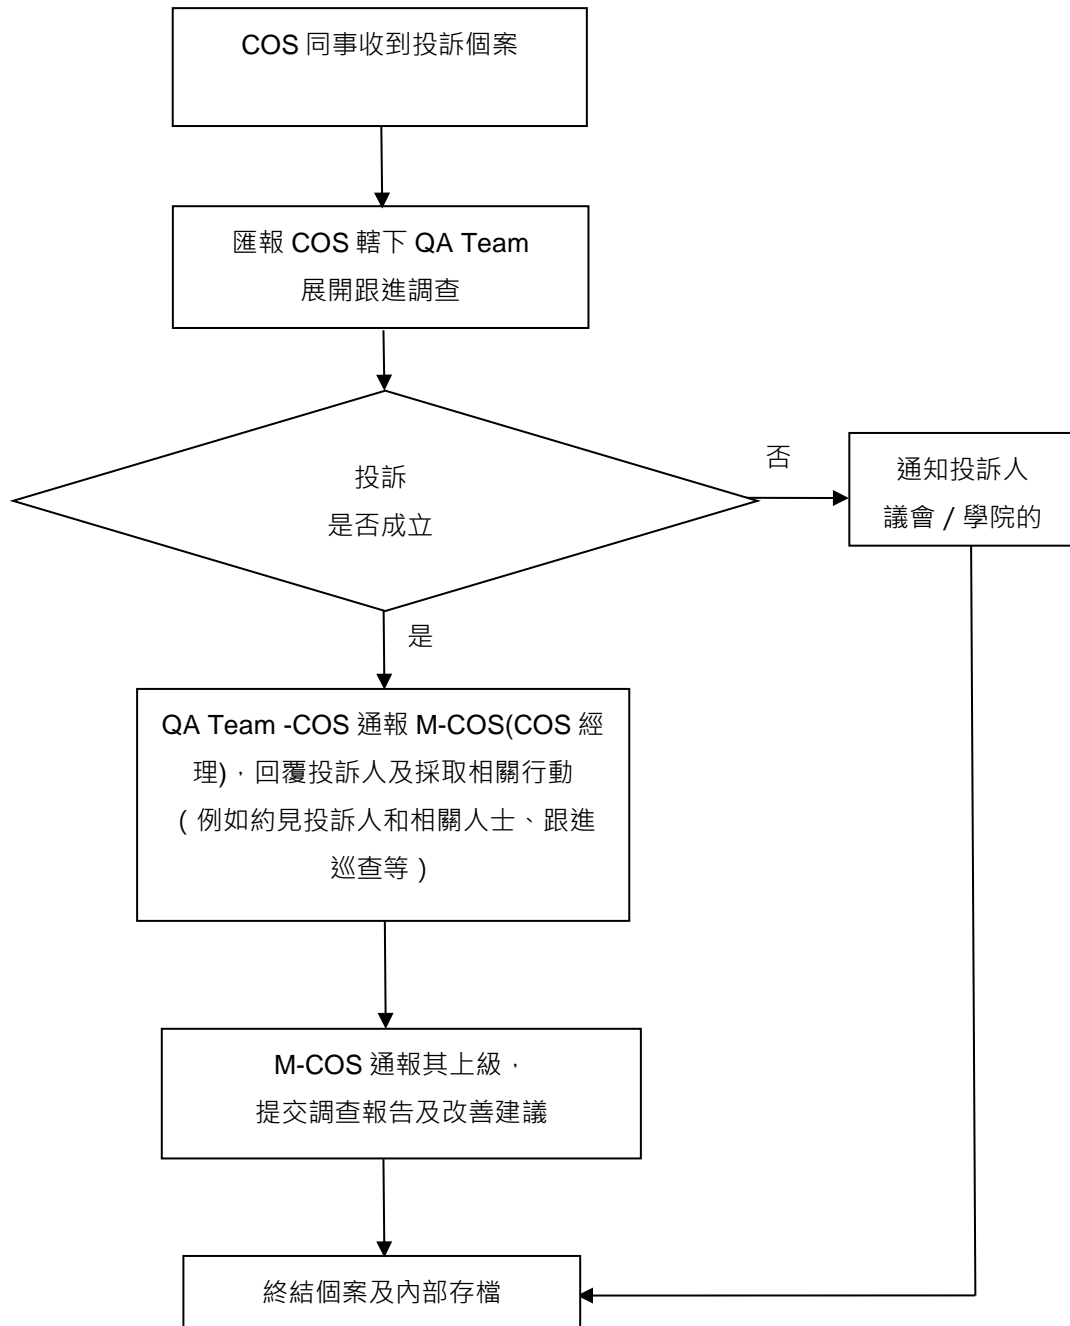 COS 同事收到投訴個案
匯報 COS 轄下 QA Team
展開跟進調查
投訴
是否成立
否
通知投訴人
議會 / 學院的
是
QA Team -COS 通報 M-COS(COS 經
理)，回覆投訴人及採取相關行動
( 例如約見投訴人和相關人士、跟進
巡查等 )
M-COS 通報其上級，
提交調查報告及改善建議
終結個案及內部存檔